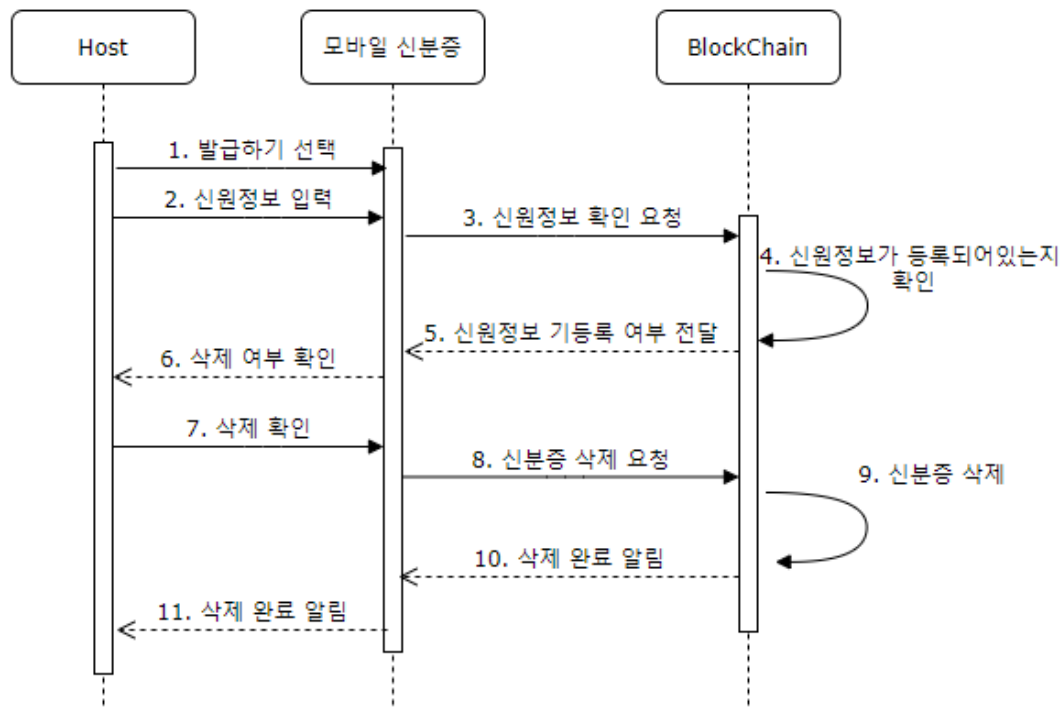 Host
모바일 신분증
BlockChain
1. 발급하기 선택
2. 신원정보 입력
3. 신원정보 확인 요청
4. 신원정보가 등록되어있는지
확인
5. 신원정보 기등록 여부 전달
6. 삭제 여부 확인
7. 삭제 확인
8. 신분증 삭제 요청
9. 신분증 삭제
10. 삭제 완료 알림
11. 삭제 완료 알림